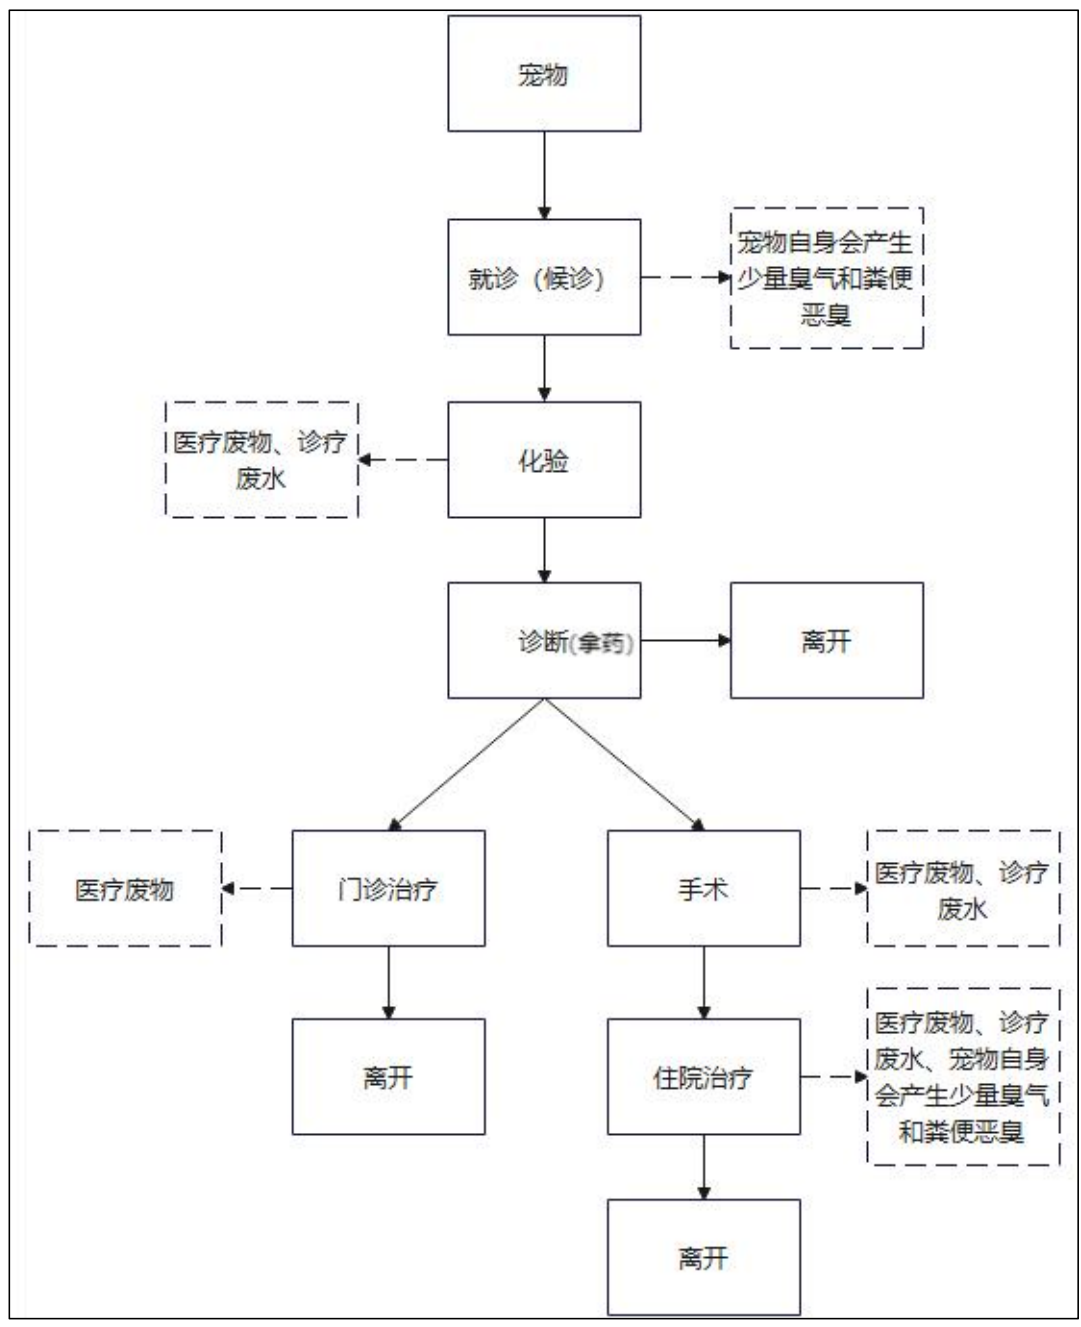 宠物
就诊（候诊）
宠物自身会产生
少量臭气和粪便
恶臭
医疗废物、诊疗
废水
化验
诊断(拿药)
离开
医疗废物
门诊治疗
手术
医疗废物、诊疗
废水
离开
住院治疗
医疗废物、诊疗
废水、宠物自身
会产生少量臭气
和粪便恶臭
离开